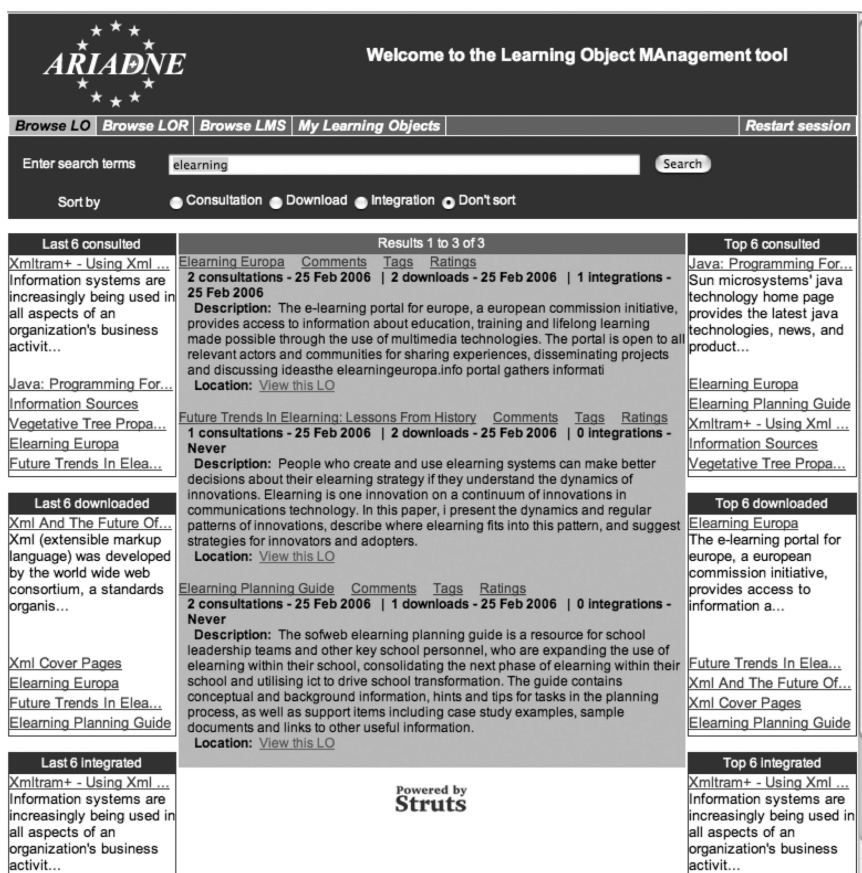 ARIADNE
Welcome to the Learning Object MAnagement tool
Browse LO Browse LOR Browse LMS My Learning Objects Restart session
Enter search terms elearning Search
Sort by Consultation Download Integration Don't sort
Last 6 consulted
Xmltram+ - Using Xml ...
Information systems are
increasingly being used in
all aspects of an
organization's business
activit...
Java: Programming For...
Information Sources
Vegetative Tree Propa...
Elearning Europa
Future Trends In Elea...
Last 6 downloaded
Xml And The Future Of...
Xml (extensible markup
language) was developed
by the world wide web
consortium, a standards
organis...
Xml Cover Pages
Elearning Europa
Future Trends In Elea...
Elearning Planning Guide
Last 6 integrated
Xmltram+ - Using Xml ...
Information systems are
increasingly being used in
all aspects of an
organization's business
activit...
Results 1 to 3 of 3
Elearning Europa Comments Tags Ratings
2 consultations - 25 Feb 2006 | 2 downloads - 25 Feb 2006 | 1 integrations -
25 Feb 2006
Description: The e-learning portal for europe, a european commission initiative,
provides access to information about education, training and lifelong learning
made possible through the use of multimedia technologies. The portal is open to all
relevant actors and communities for sharing experiences, disseminating projects
and discussing ideasthe elearningeuropa.info portal gathers informati
Location: View this LO
Future Trends In Elearning: Lessons From History Comments Tags Ratings
1 consultations - 25 Feb 2006 | 2 downloads - 25 Feb 2006 | 0 integrations -
Never
Description: People who create and use elearning systems can make better
decisions about their elearning strategy if they understand the dynamics of
innovations. Elearning is one innovation on a continuum of innovations in
communications technology. In this paper, i present the dynamics and regular
patterns of innovations, describe where elearning fits into this pattern, and suggest
strategies for innovators and adopters.
Location: View this LO
Elearning Planning Guide Comments Tags Ratings
2 consultations - 25 Feb 2006 | 1 downloads - 25 Feb 2006 | 0 integrations -
Never
Description: The sofweb elearning planning guide is a resource for school
leadership teams and other key school personnel, who are expanding the use of
elearning within their school, consolidating the next phase of elearning within their
school and utilising ict to drive school transformation. The guide contains
conceptual and background information, hints and tips for tasks in the planning
process, as well as support items including case study examples, sample
documents and links to other useful information.
Location: View this LO
Powered by
Struts
Top 6 consulted
Java: Programming For...
Sun microsystems' java
technology home page
provides the latest java
technologies, news, and
product...
Elearning Europa
Elearning Planning Guide
Xmltram+ - Using Xml ...
Information Sources
Vegetative Tree Propa...
Top 6 downloaded
Elearning Europa
The e-learning portal for
europe, a european
commission initiative,
provides access to
information a...
Future Trends In Elea...
Xml And The Future Of...
Xml Cover Pages
Elearning Planning Guide
Top 6 integrated
Xmltram+ - Using Xml ...
Information systems are
increasingly being used in
all aspects of an
organization's business
activit...